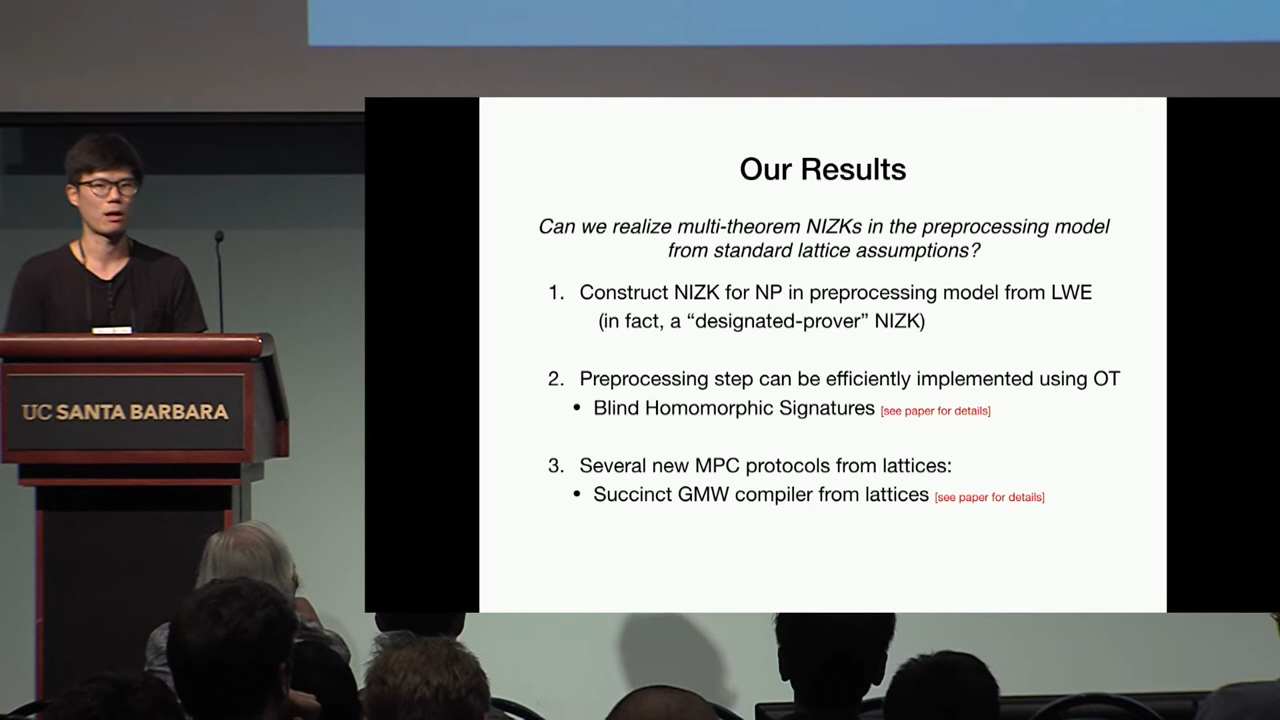 UC SANTA BARBARA
Our Results
Can we realize multi-theorem NIZKs in the preprocessing model
from standard lattice assumptions?
1. Construct NIZK for NP in preprocessing model from LWE
(in fact, a “designated-prover” NIZK)
2. Preprocessing step can be efficiently implemented using OT
• Blind Homomorphic Signatures [see paper for details]
3. Several new MPC protocols from lattices:
• Succinct GMW compiler from lattices [see paper for details]